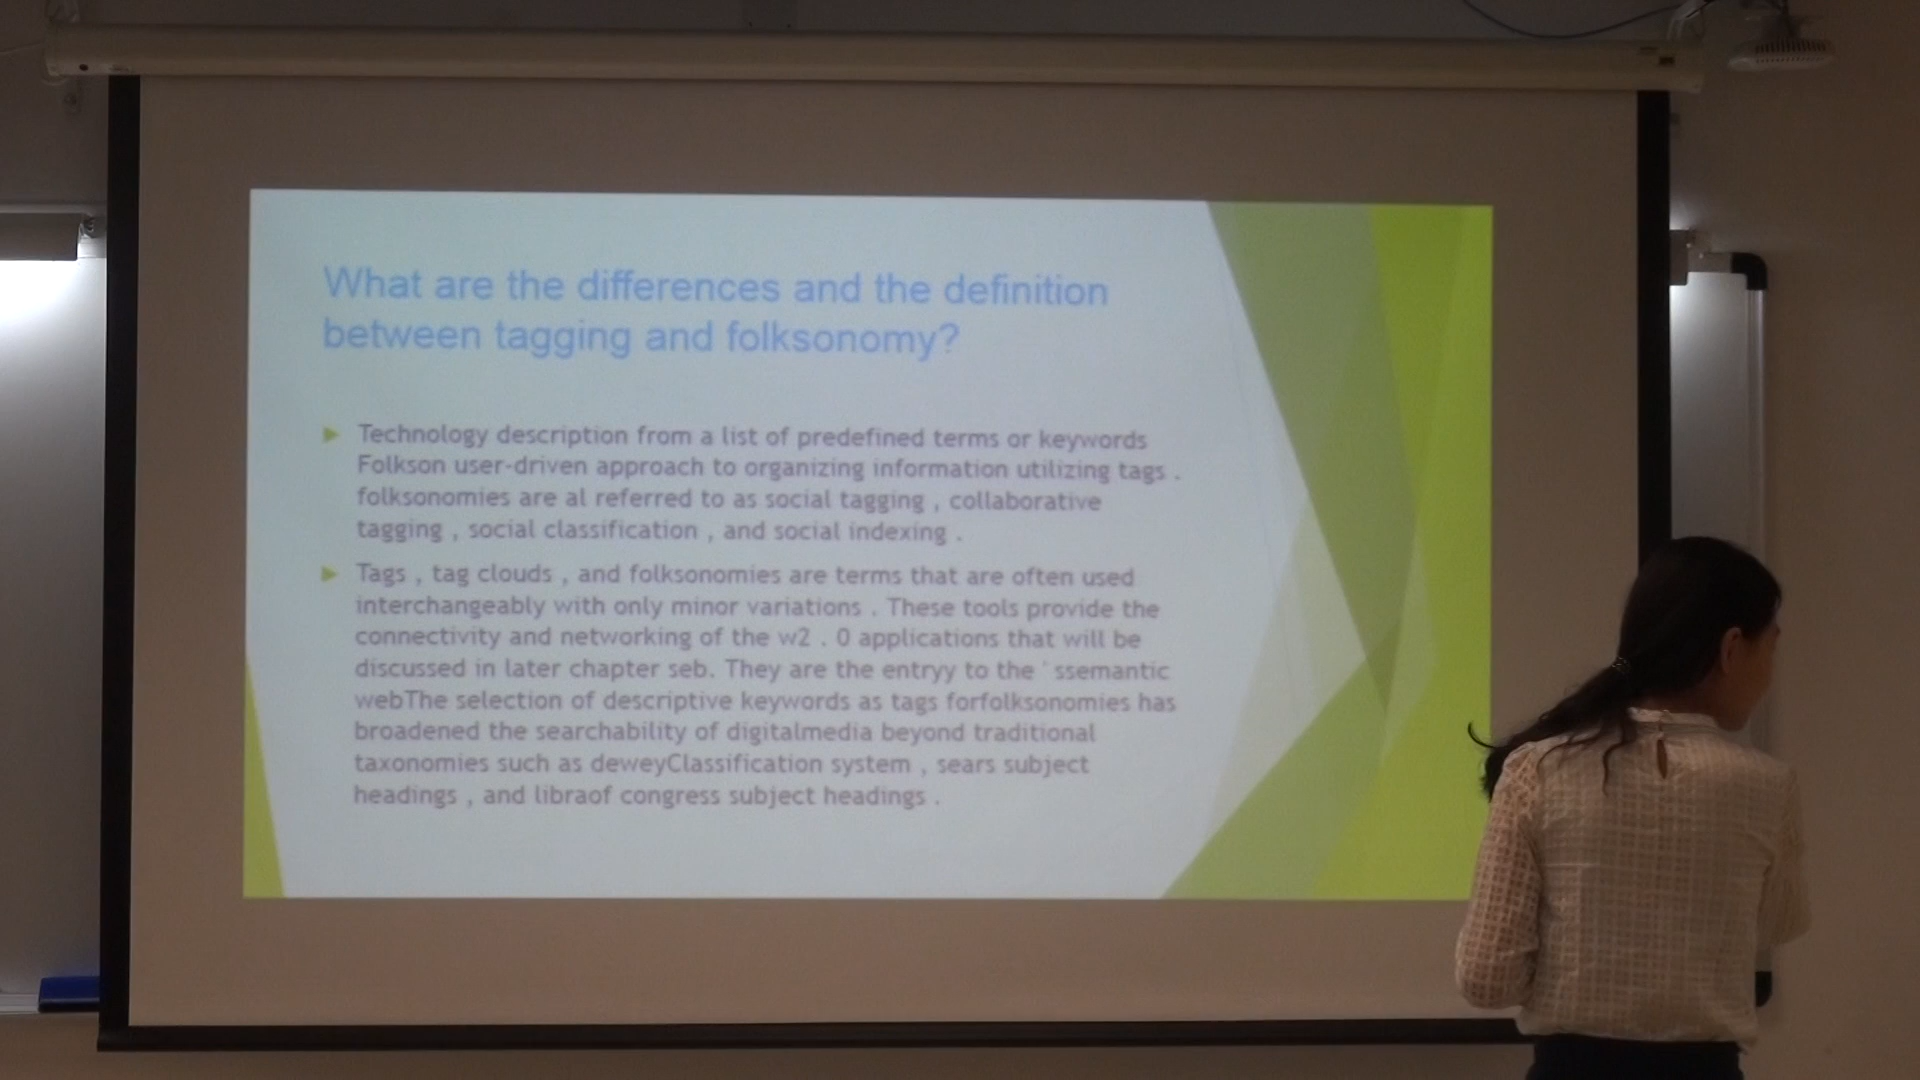 What are the differences and the definition
between tagging and folksonomy?
Technology description from a list of predefined terms or keywords
Folkson user-driven approach to organizing information utilizing tags .
folksonomies are al referred to as social tagging , collaborative
tagging , social classification , and social indexing .
Tags , tag clouds , and folksonomies are terms that are often used
interchangeably with only minor variations . These tools provide the
connectivity and networking of the w2 . 0 applications that will be
discussed in later chapter seb. They are the entryy to the ' ssemantic
webThe selection of descriptive keywords as tags forfolksonomies has
broadened the searchability of digitalmedia beyond traditional
taxonomies such as deweyClassification system , sears subject
headings , and libraof congress subject headings .